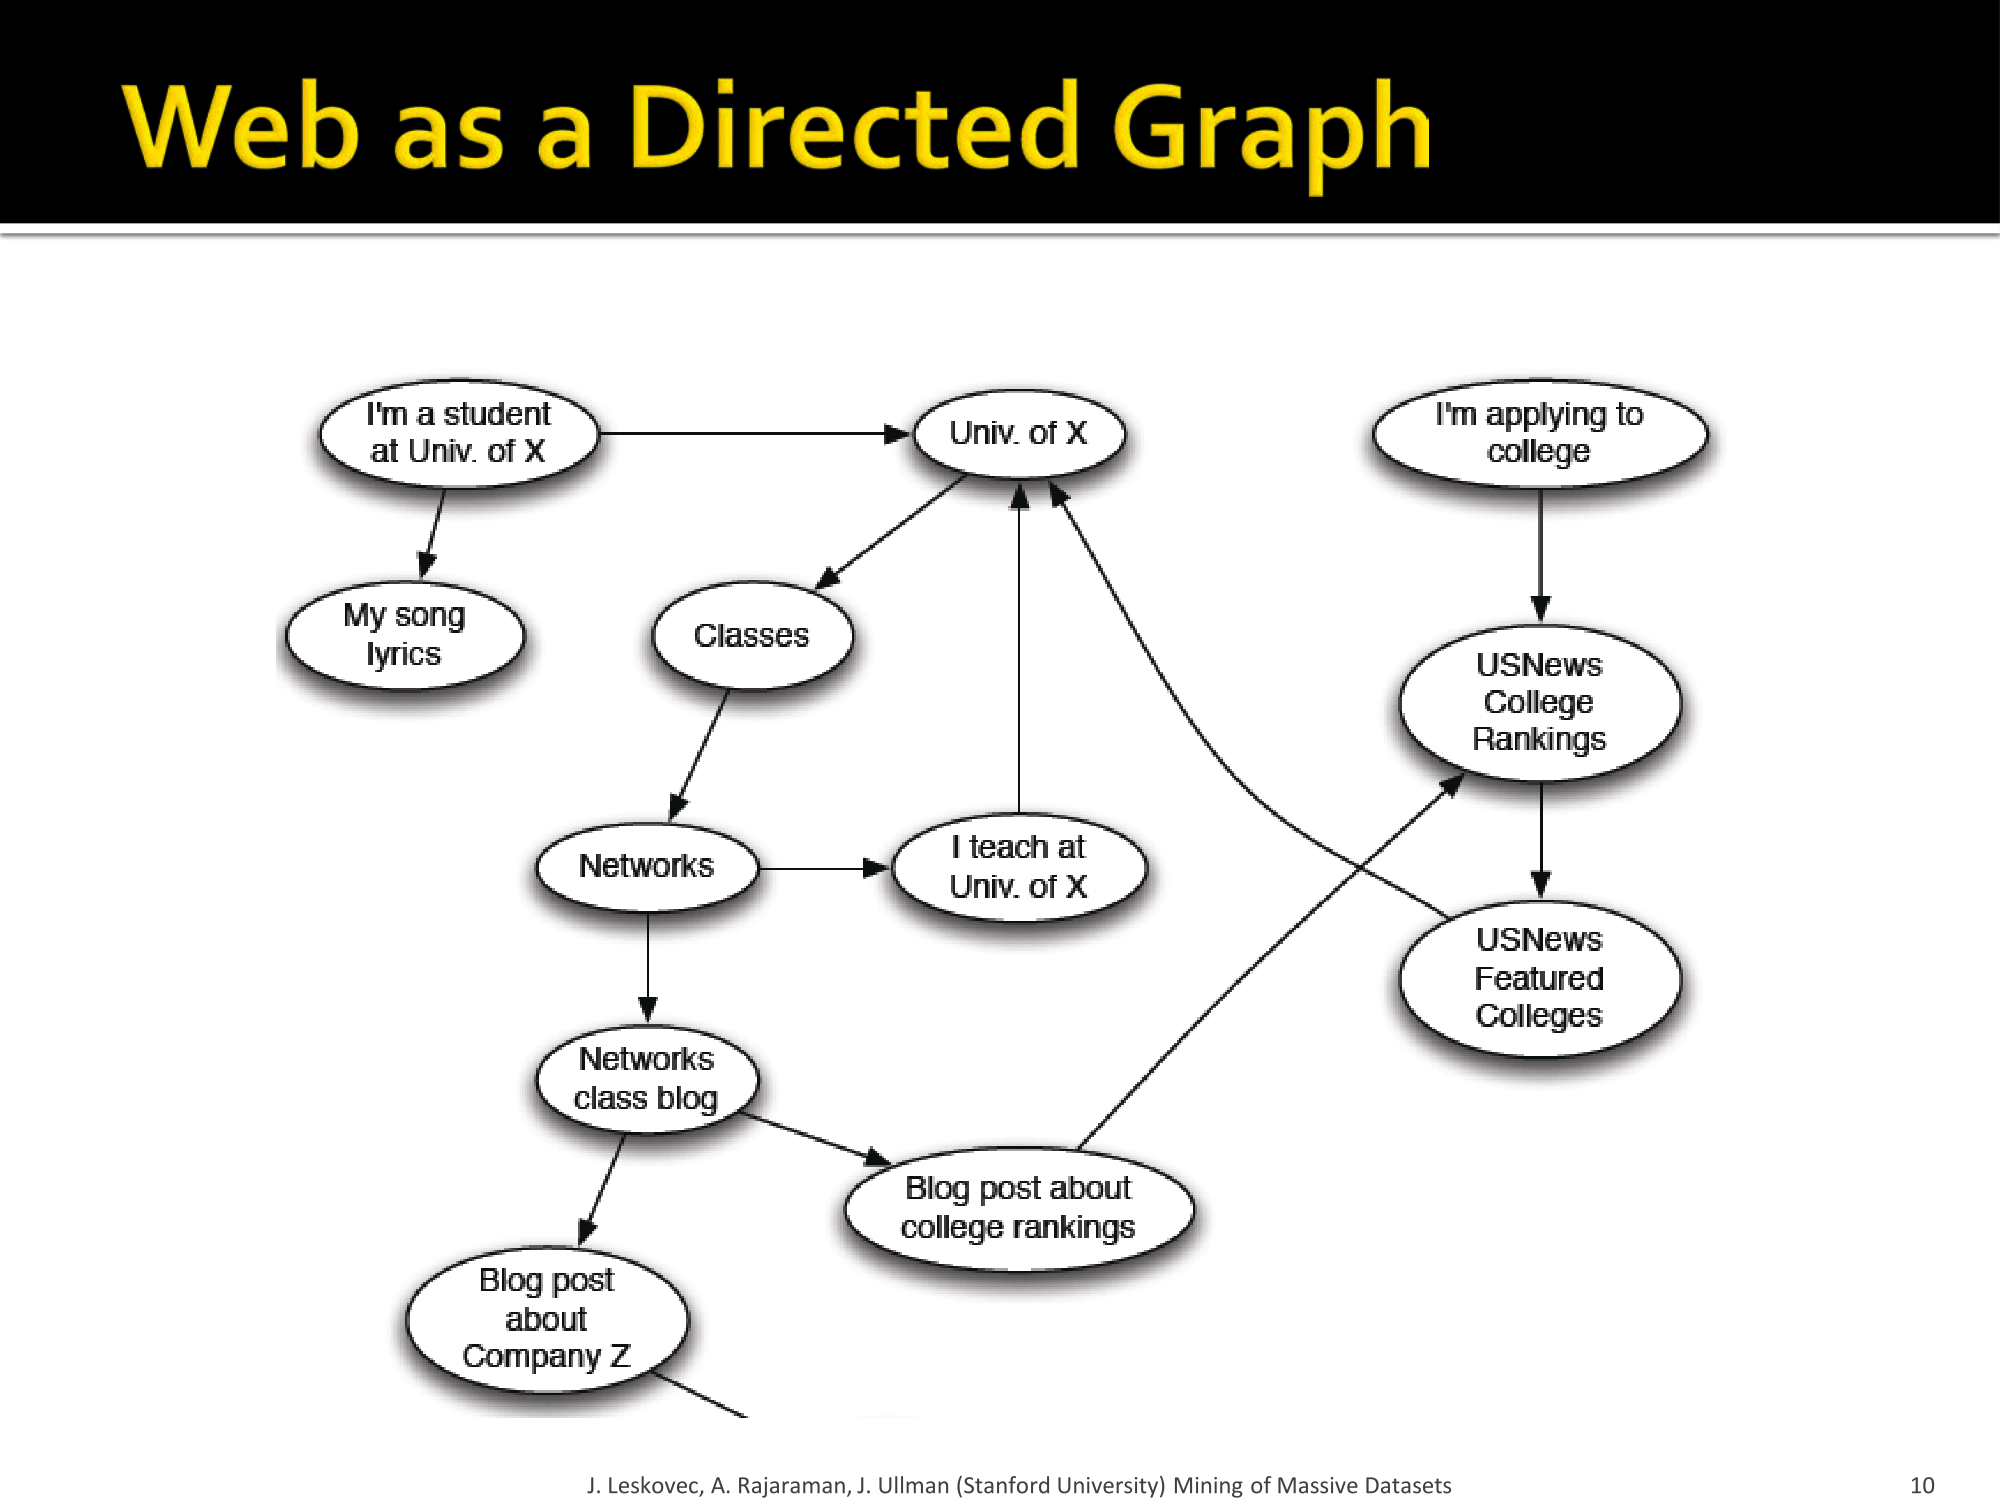 Web as a Directed Graph
I'm a student
at Univ. of X
Univ. of X
I'm applying to
college
My song
lyrics
Classes
USNews
College
Rankings
Networks
I teach at
Univ. of X
USNews
Featured
Colleges
Networks
class blog
Blog post about
college rankings
Blog post
about
Company Z
J. Leskovec, A. Rajaraman, J. Ullman (Stanford University) Mining of Massive Datasets
10